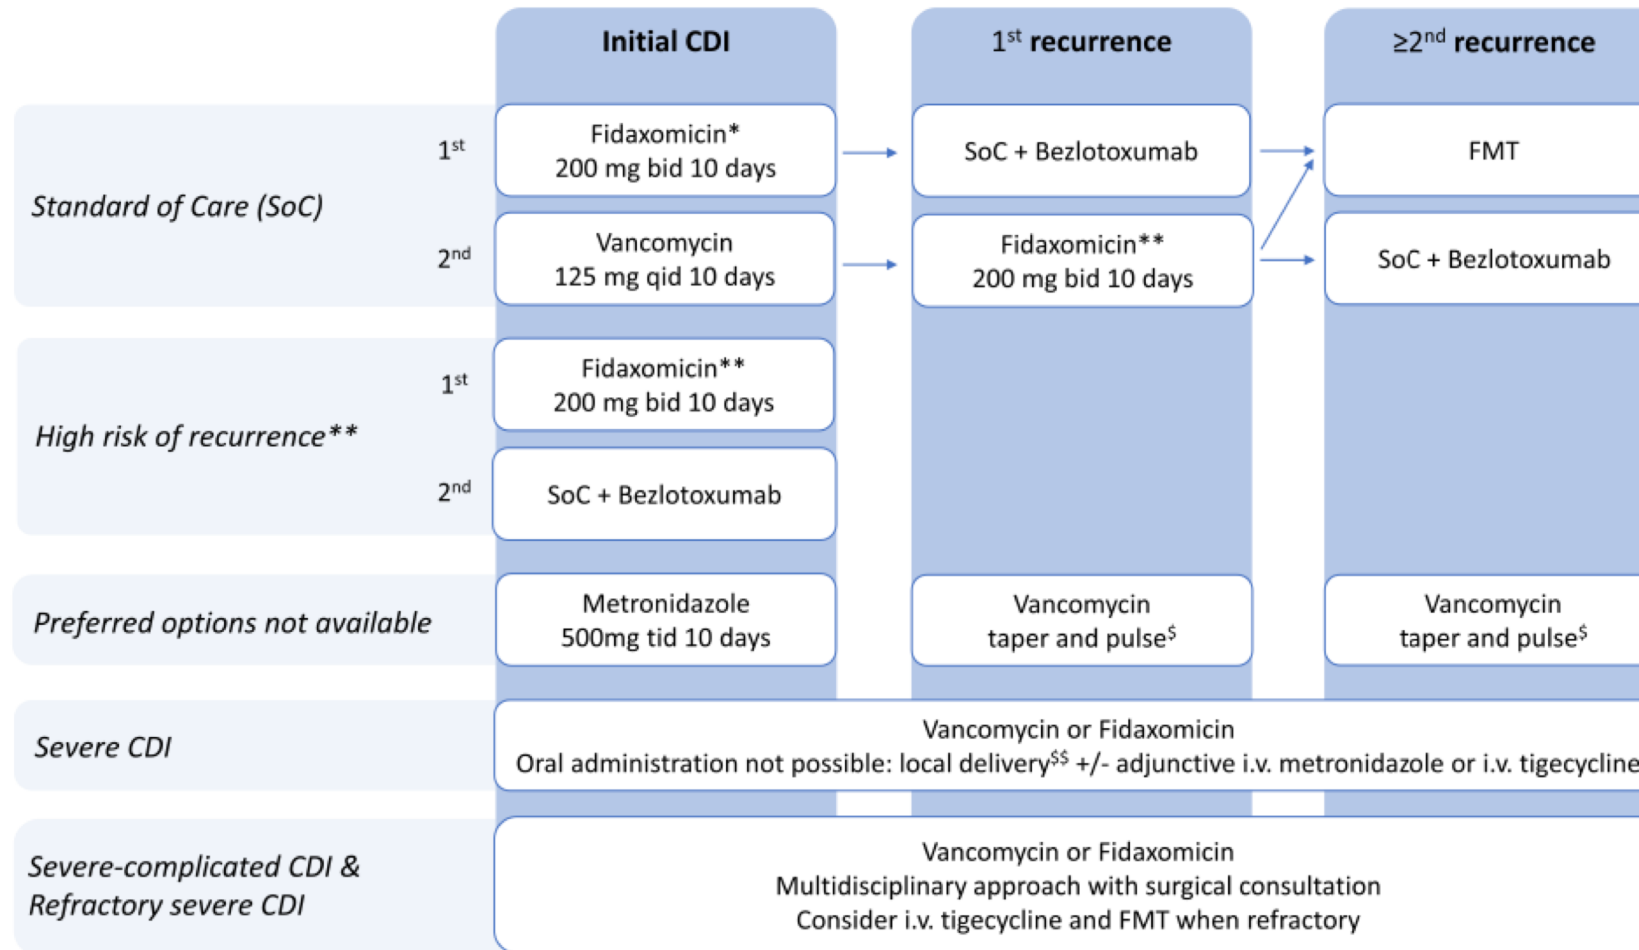 Initial CDI
1st recurrence
≥2nd recurrence
Standard of Care (SoC)
1st
Fidaxomicin*
200 mg bid 10 days
SoC + Bezlotoxumab
FMT
2nd
Vancomycin
125 mg qid 10 days
Fidaxomicin**
200 mg bid 10 days
SoC + Bezlotoxumab
High risk of recurrence**
1st
Fidaxomicin**
200 mg bid 10 days
2nd
SoC + Bezlotoxumab
Preferred options not available
Metronidazole
500mg tid 10 days
Vancomycin
taper and pulse$
Vancomycin
taper and pulse$
Severe CDI
Vancomycin or Fidaxomicin
Oral administration not possible: local delivery$$ +/- adjunctive i.v. metronidazole or i.v. tigecycline
Severe-complicated CDI &
Refractory severe CDI
Vancomycin or Fidaxomicin
Multidisciplinary approach with surgical consultation
Consider i.v. tigecycline and FMT when refractory